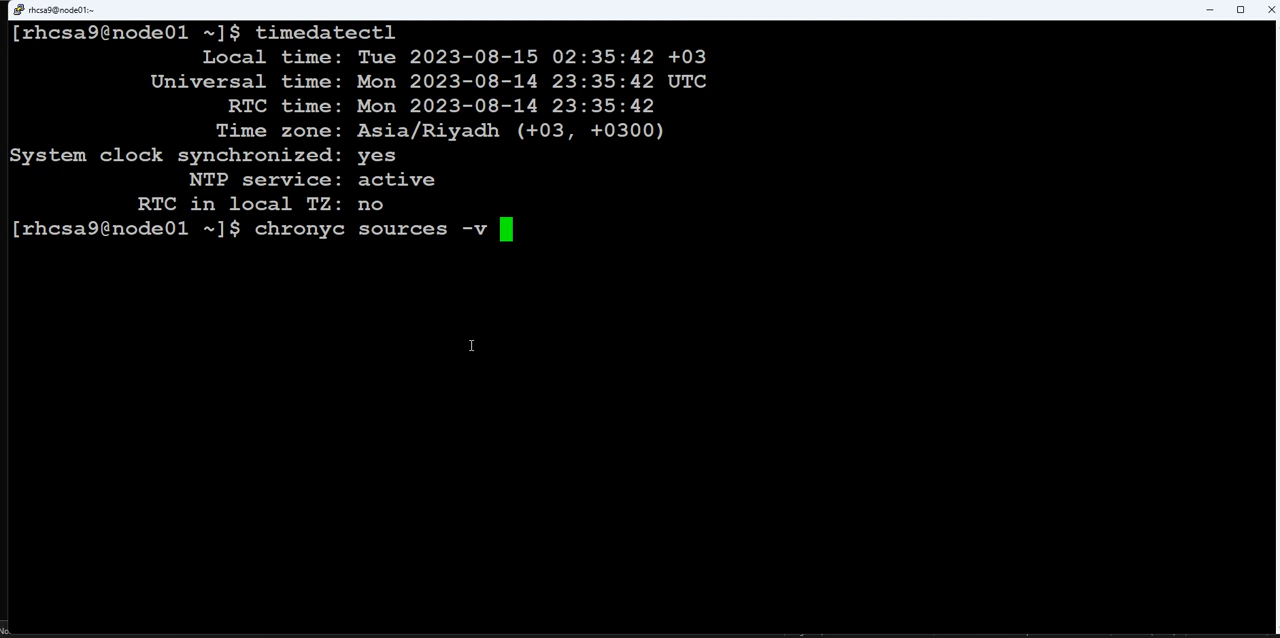 rhcsa9@node01:~
[rhcsa9@node01 ~]$ timedatectl
Local time: Tue 2023-08-15 02:35:42 +03
Universal time: Mon 2023-08-14 23:35:42 UTC
RTC time: Mon 2023-08-14 23:35:42
Time zone: Asia/Riyadh (+03, +0300)
System clock synchronized: yes
NTP service: active
RTC in local TZ: no
[rhcsa9@node01 ~]$ chronyc sources -v